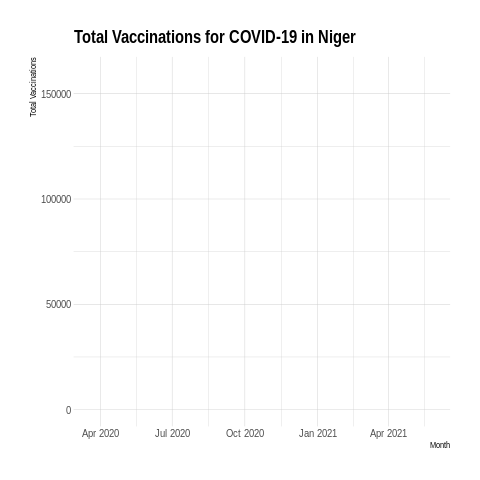 Total Vaccinations for COVID-19 in Niger
Total Vaccinations
150000
100000
50000
0
Apr 2020 Jul 2020 Oct 2020 Jan 2021 Apr 2021
Month